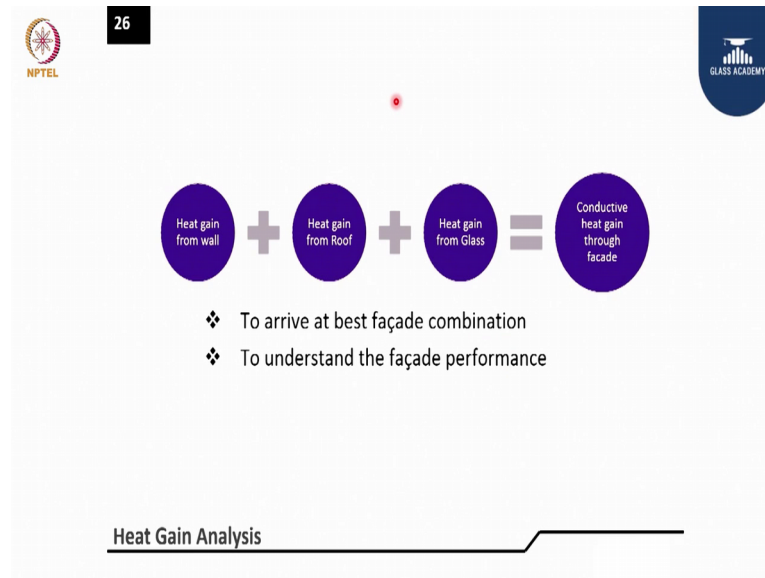 26
NPTEL
GLASS ACADEMY
Heat gain
from wall
Heat gain
from Roof
Heat gain
from Glass
Conductive
heat gain
through
facade
❖ To arrive at best façade combination
❖ To understand the façade performance
Heat Gain Analysis